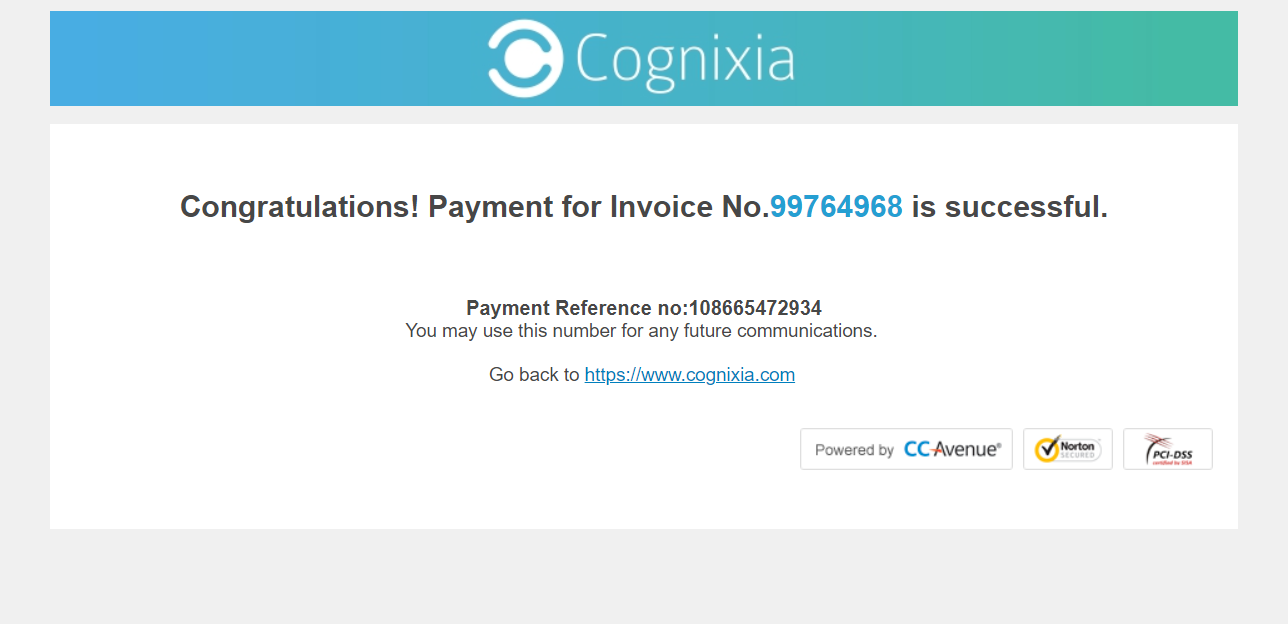 Cognixia
Congratulations! Payment for Invoice No.99764968 is successful.
Payment Reference no:108665472934
You may use this number for any future communications.
Go back to https://www.cognixia.com
Powered by CCAvenue®
Norton
SECURED
PCI-DSS
certified by SISA